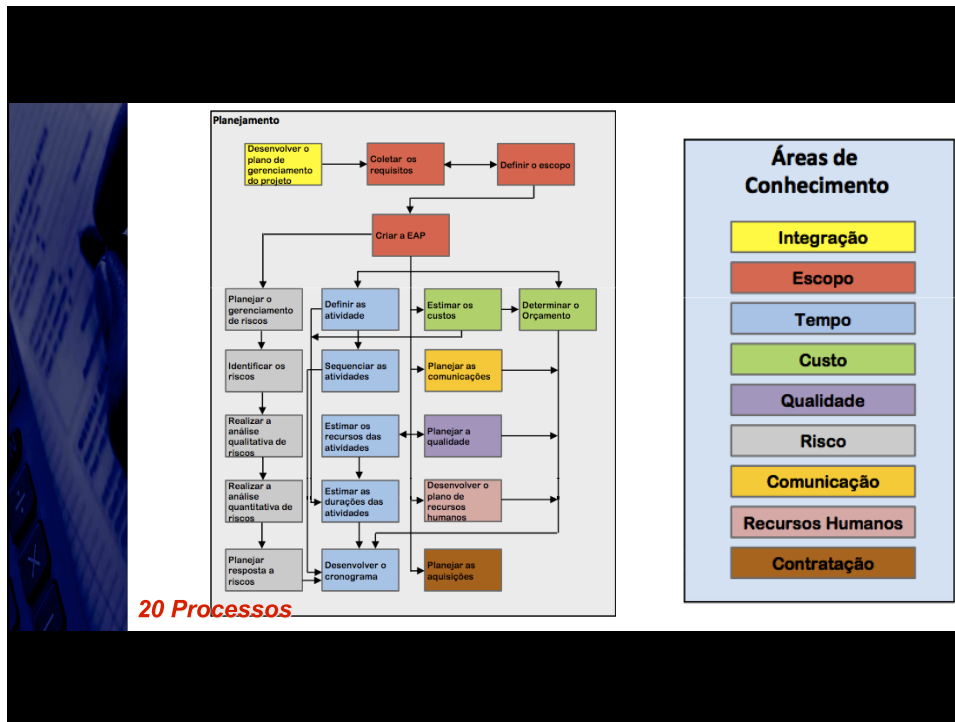 Planejamento
Desenvolver o
plano de
gerenciamento
do projeto
Coletar os
requisitos
Definir o escopo
Criar a EAP
Planejar o
gerenciamento
de riscos
Definir as
atividade
Estimar os
custos
Determinar o
Orçamento
Identificar os
riscos
Sequenciar as
atividades
Planejar as
comunicações
Realizar a
análise
qualitativa de
riscos
Estimar os
recursos das
atividades
Planejar a
qualidade
Realizar a
análise
quantitativa de
riscos
Estimar as
durações das
atividades
Desenvolver o
plano de
recursos
humanos
Planejar
resposta a
riscos
Desenvolver o
cronograma
Planejar as
aquisições
20 Processos
Áreas de
Conhecimento
Integração
Escopo
Tempo
Custo
Qualidade
Risco
Comunicação
Recursos Humanos
Contratação